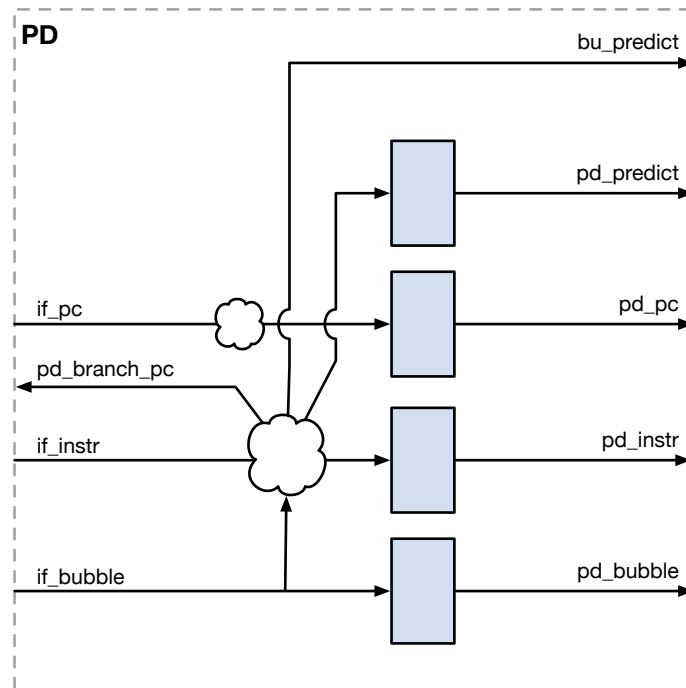 PD
bu_predict
pd_predict
if_pc
pd_pc
pd_branch_pc
if_instr
pd_instr
if_bubble
pd_bubble